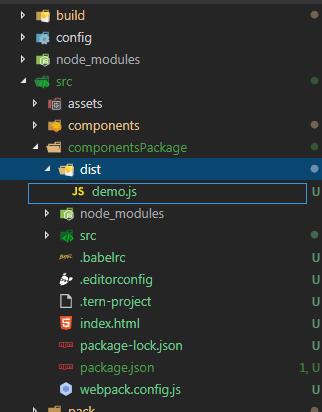 build
config
node_modules
src
assets
components
componentsPackage
dist
JS demo.js U
node_modules
src
.babelrc U
.editorconfig U
.tern-project U
index.html U
package-lock.json U
package.json 1, U
webpack.config.js U
pack